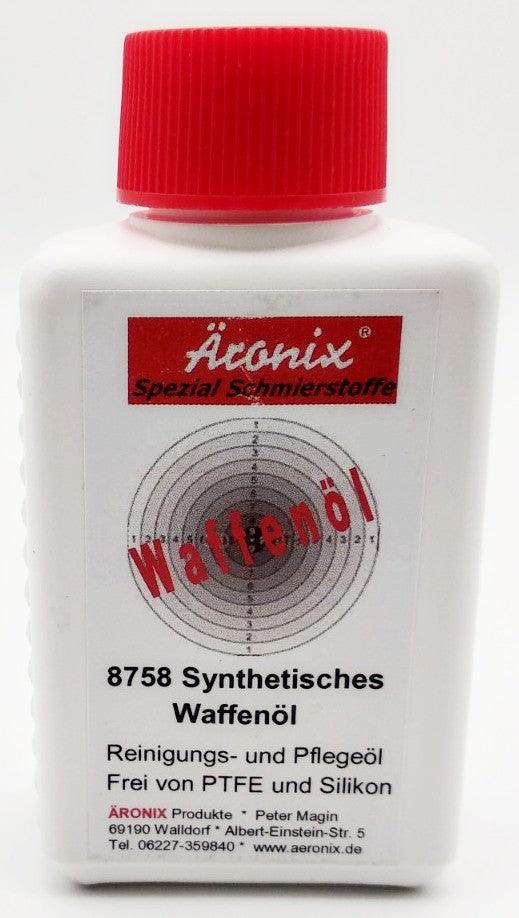 Äronix®
Spezial Schmierstoffe
Waffenöl
8758 Synthetisches
Waffenöl
Reinigungs- und Pflegeöl
Frei von PTFE und Silikon
ÄRONIX Produkte * Peter Magin
69190 Walldorf * Albert-Einstein-Str. 5
Tel. 06227-359840 * www.aeronix.de